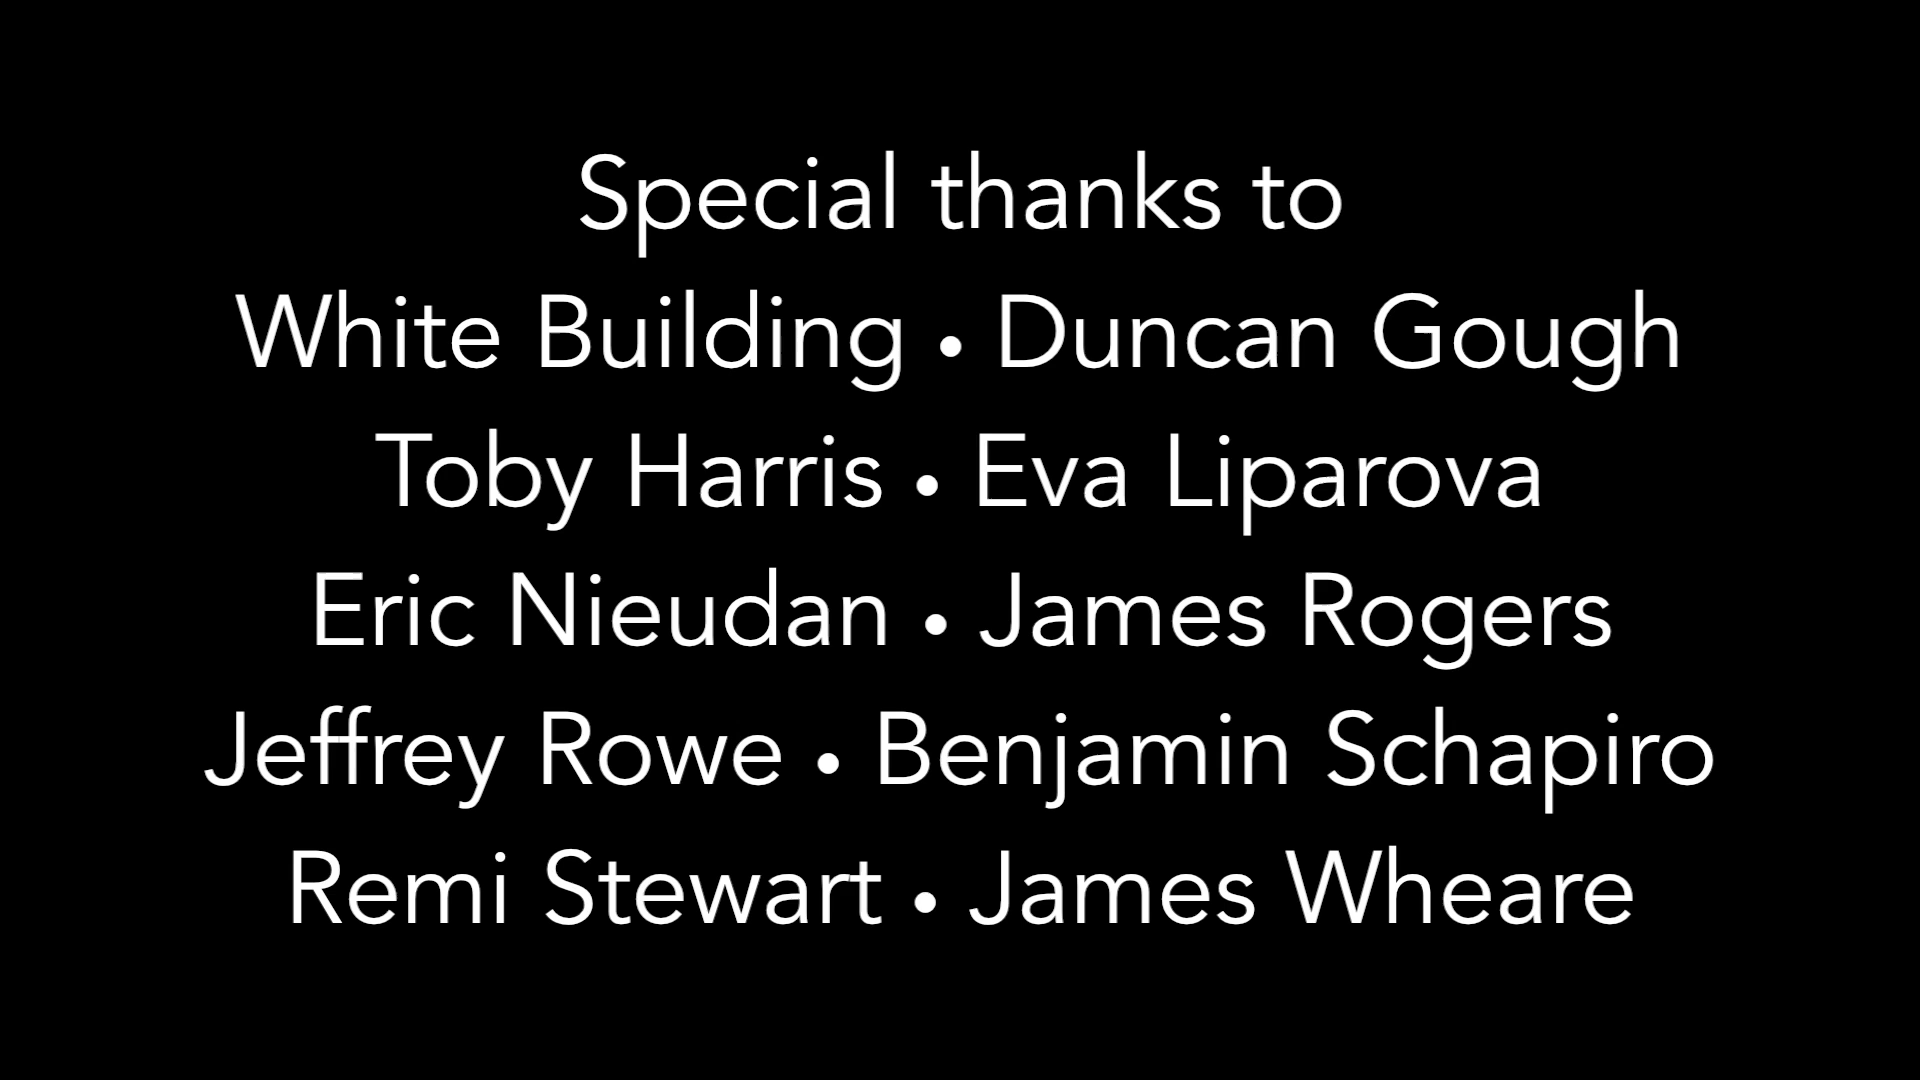 Special thanks to
White Building • Duncan Gough
Toby Harris • Eva Liparova
Eric Nieudan • James Rogers
Jeffrey Rowe • Benjamin Schapiro
Remi Stewart • James Wheare